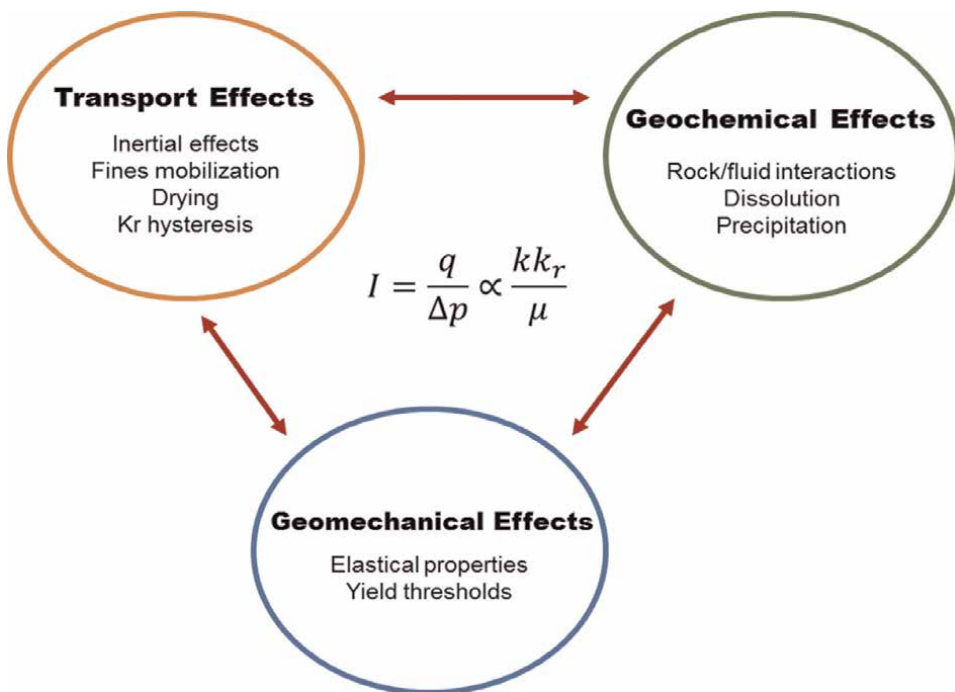 Transport Effects
Inertial effects
Fines mobilization
Drying
Kr hysteresis
Geochemical Effects
Rock/fluid interactions
Dissolution
Precipitation
I = q/Δp ∝ kk_r/μ
Geomechanical Effects
Elastical properties
Yield thresholds